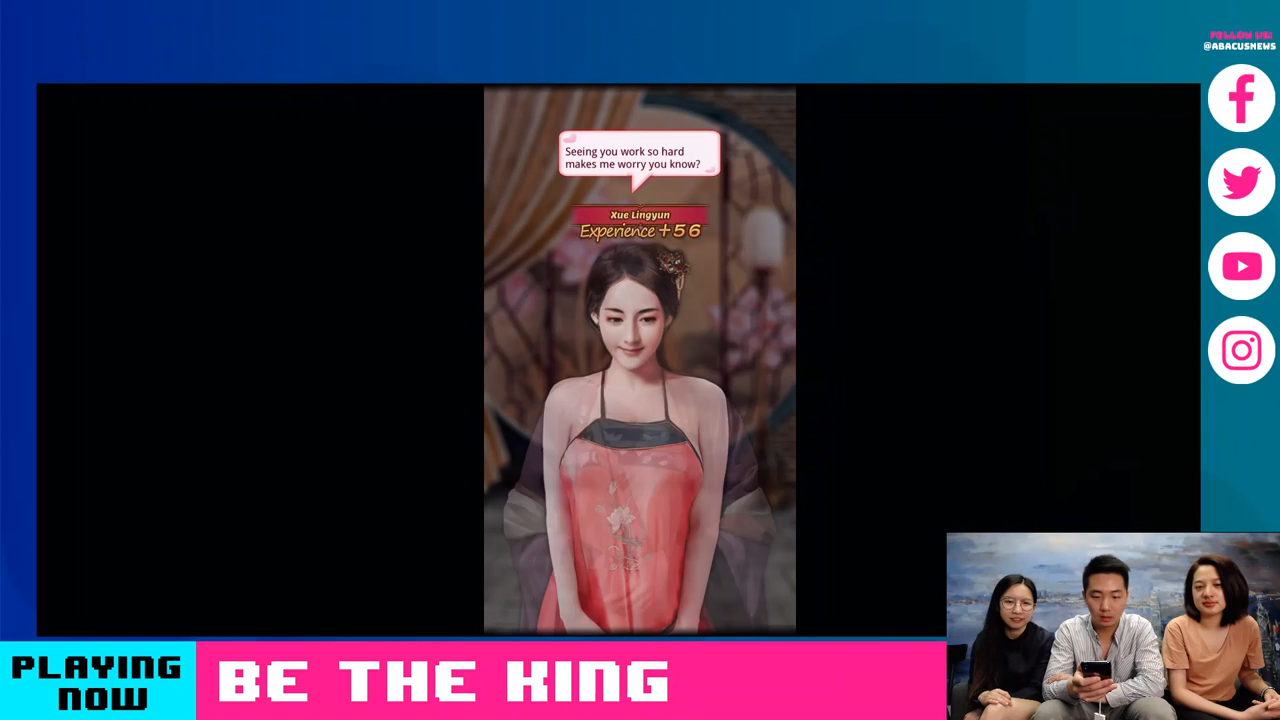 FOLLOW US!
@ABACUSNEWS
Seeing you work so hard
makes me worry you know?
Xue Lingyun
Experience +56
PLAYING
NOW
BE THE KING